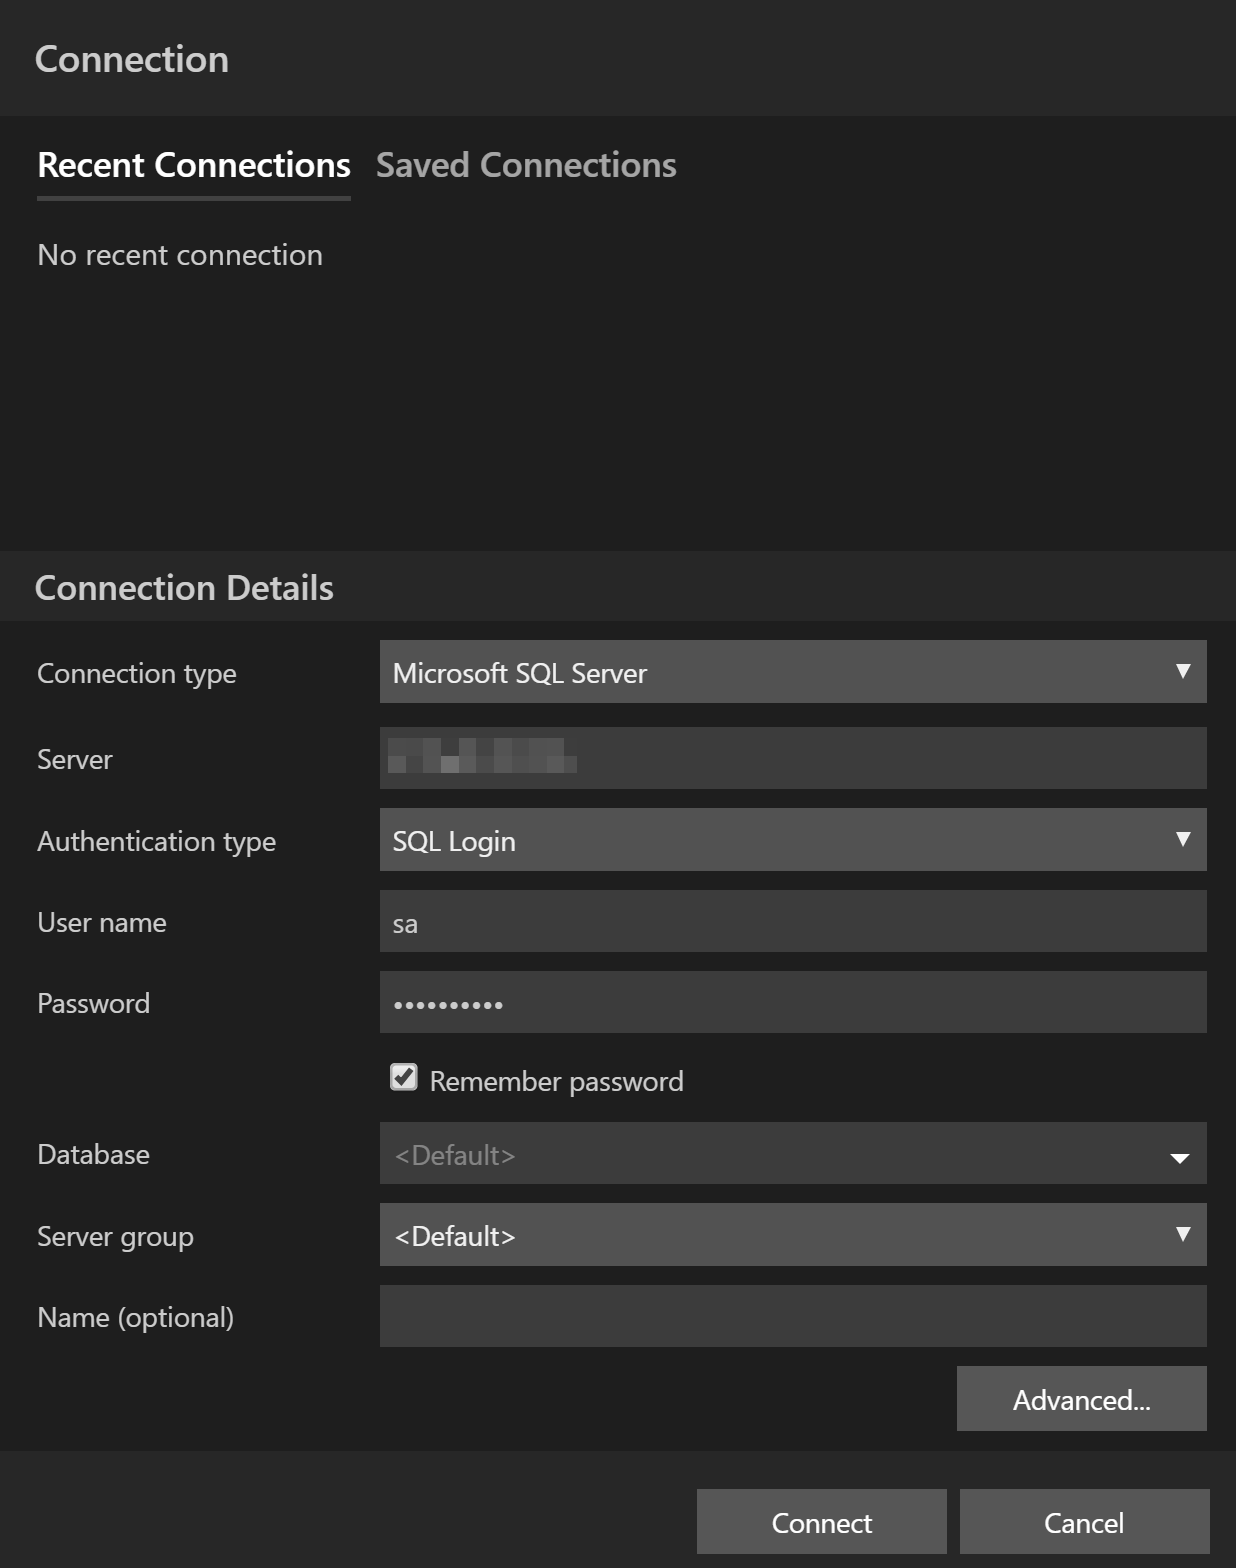 Connection
Recent Connections Saved Connections
No recent connection
Connection Details
Connection type Microsoft SQL Server
Server
Authentication type SQL Login
User name sa
Password ••••••••••
Remember password
Database <Default>
Server group <Default>
Name (optional)
Advanced...
Connect Cancel